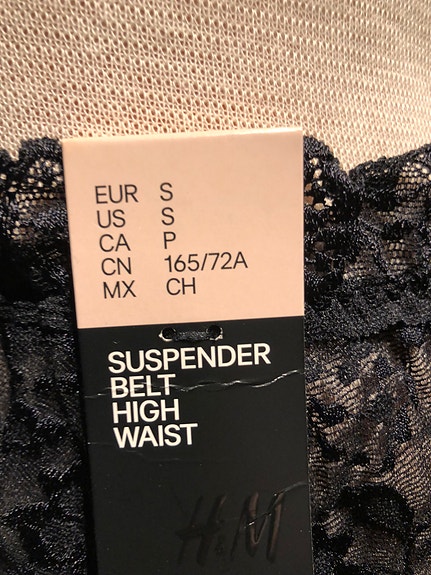 EUR S
US S
CA P
CN 165/72A
MX CH
SUSPENDER
BELT
HIGH
WAIST
H&M